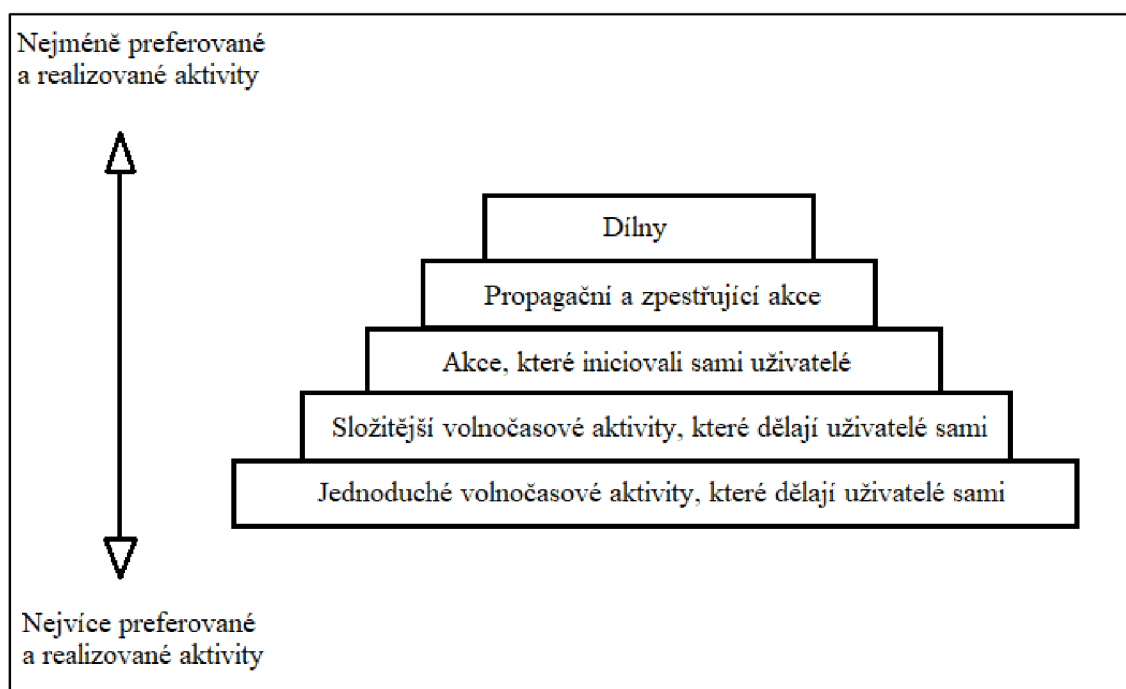 Nejméně preferované
a realizované aktivity
Dílny
Propagační a zpestřující akce
Akce, které iniciovali sami uživatelé
Složitější volnočasové aktivity, které dělají uživatelé sami
Jednoduché volnočasové aktivity, které dělají uživatelé sami
Nejvíce preferované
a realizované aktivity